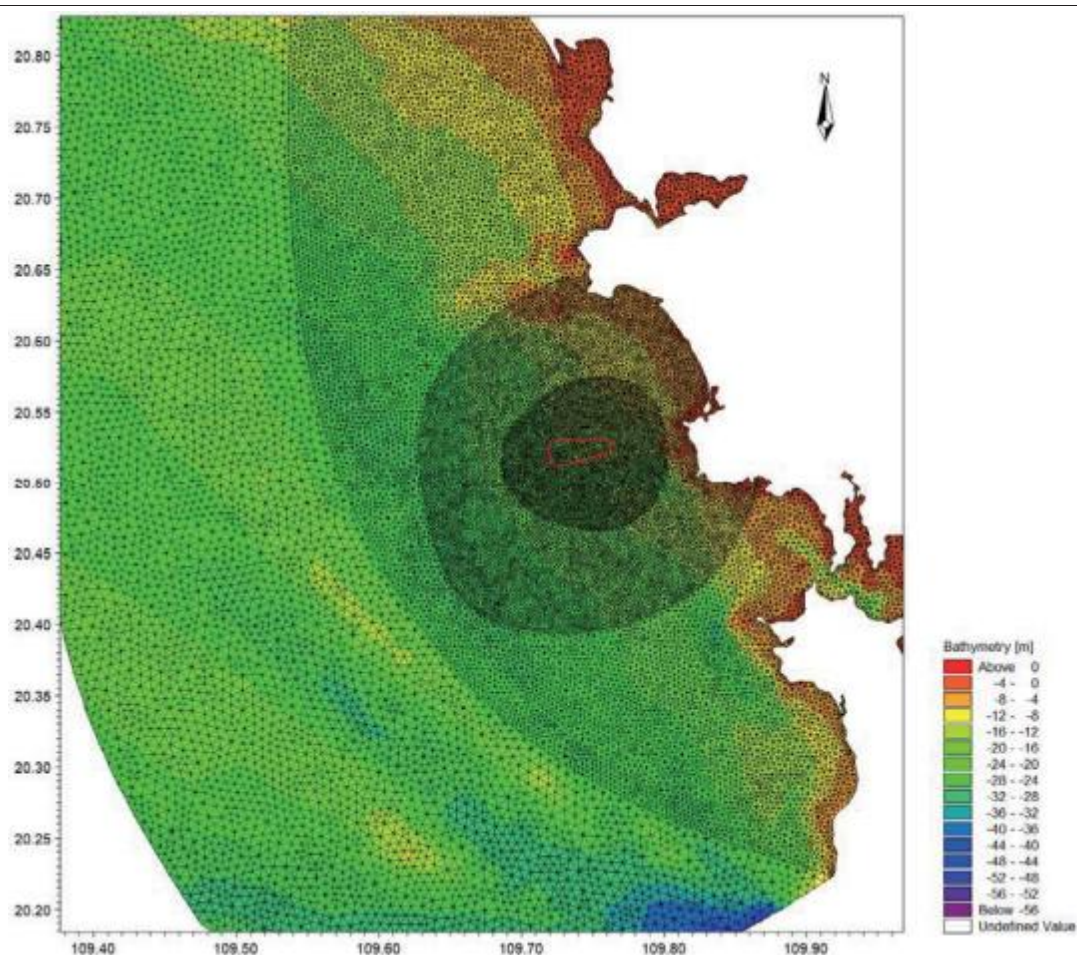 20.80
20.75
20.70
20.65
20.60
20.55
20.60
20.45
20.40
20.35
20.30
20.25
20.20
109.40 109.50 109.60 109.70 109.80 109.90
N
Bathymetry [m]
Above 0
-4 - 0
-8 - -4
-12 - -8
-16 - -12
-20 - -16
-24 - -20
-28 - -24
-32 - -28
-36 - -32
-40 - -36
-44 - -40
-48 - -44
-52 - -48
-56 - -52
Below -56
Undefined Value